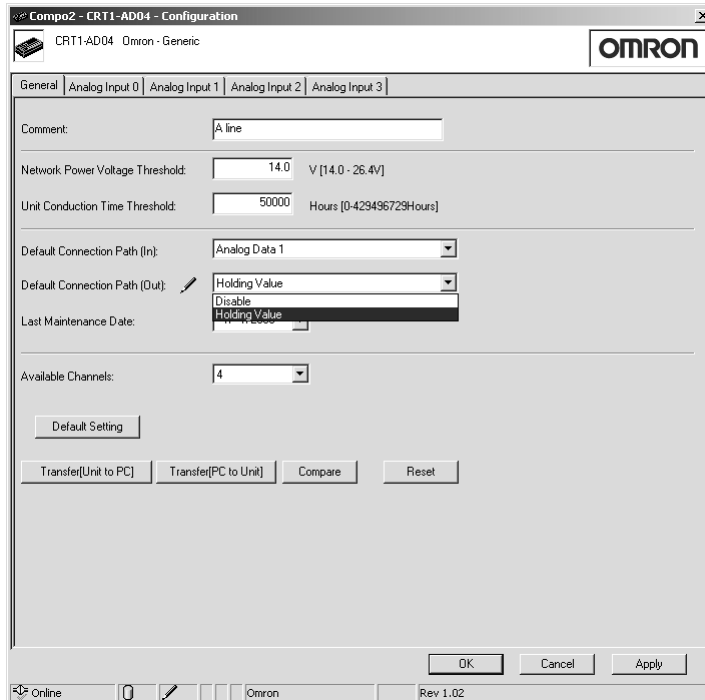 Compo2 - CRT1-AD04 - Configuration
CRT1-AD04 Omron - Generic
OMRON
General Analog Input 0 Analog Input 1 Analog Input 2 Analog Input 3
Comment: A line
Network Power Voltage Threshold: 14.0 V [14.0 - 26.4V]
Unit Conduction Time Threshold: 50000 Hours [0-429496729Hours]
Default Connection Path (In): Analog Data 1
Default Connection Path (Out): Holding Value
Disable
Holding Value
Last Maintenance Date:
Available Channels: 4
Default Setting
Transfer[Unit to PC] Transfer[PC to Unit] Compare Reset
OK Cancel Apply
Online Omron Rev 1.02